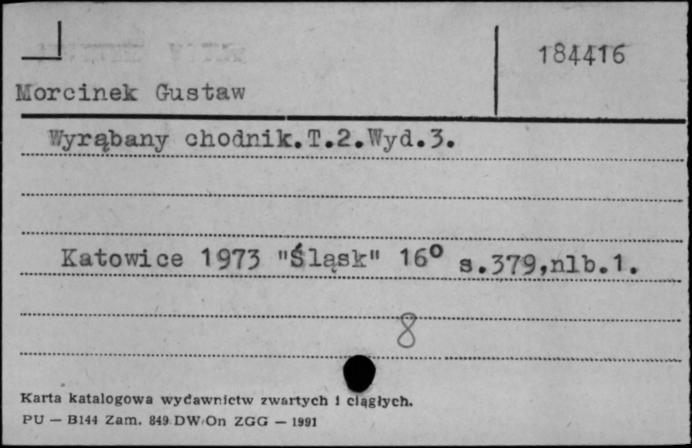 184416
Morcinek Gustaw
Wyrąbany chodnik.T.2.Wyd.3.
Katowice 1973 "Śląsk" 16° s.379,nlb.1.
8
Karta katalogowa wydawnictw zwartych i ciągłych.
PU — B144 Zam. 849 DW/On ZGG — 1991